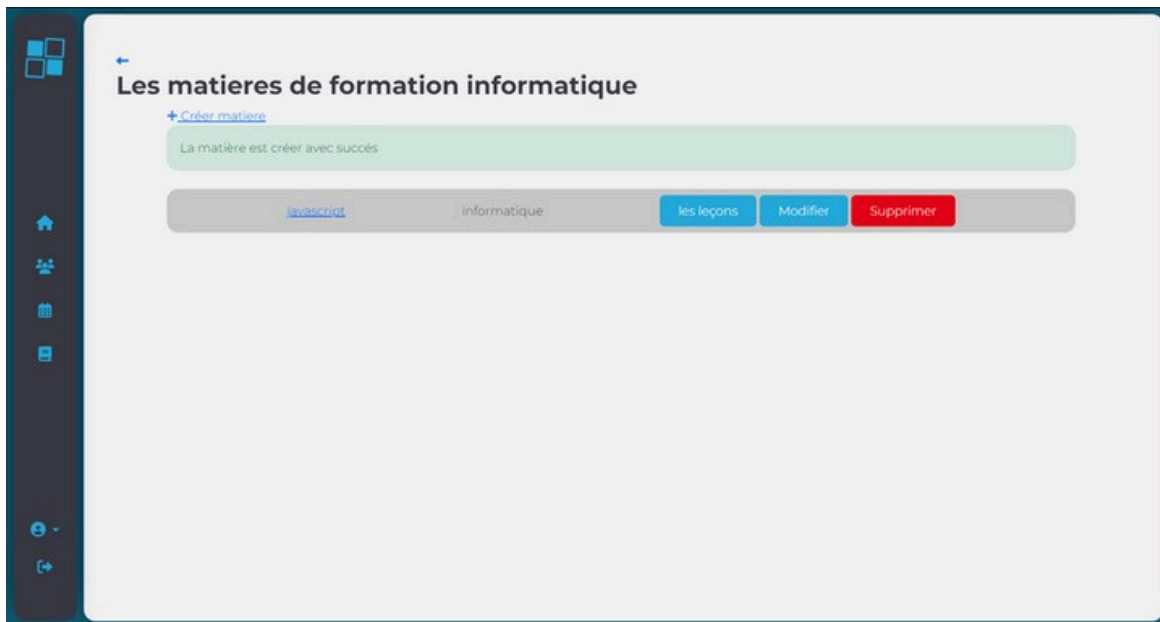 Les matieres de formation informatique
+ Créer matiere
La matière est créer avec succés
javascript informatique les leçons Modifier Supprimer